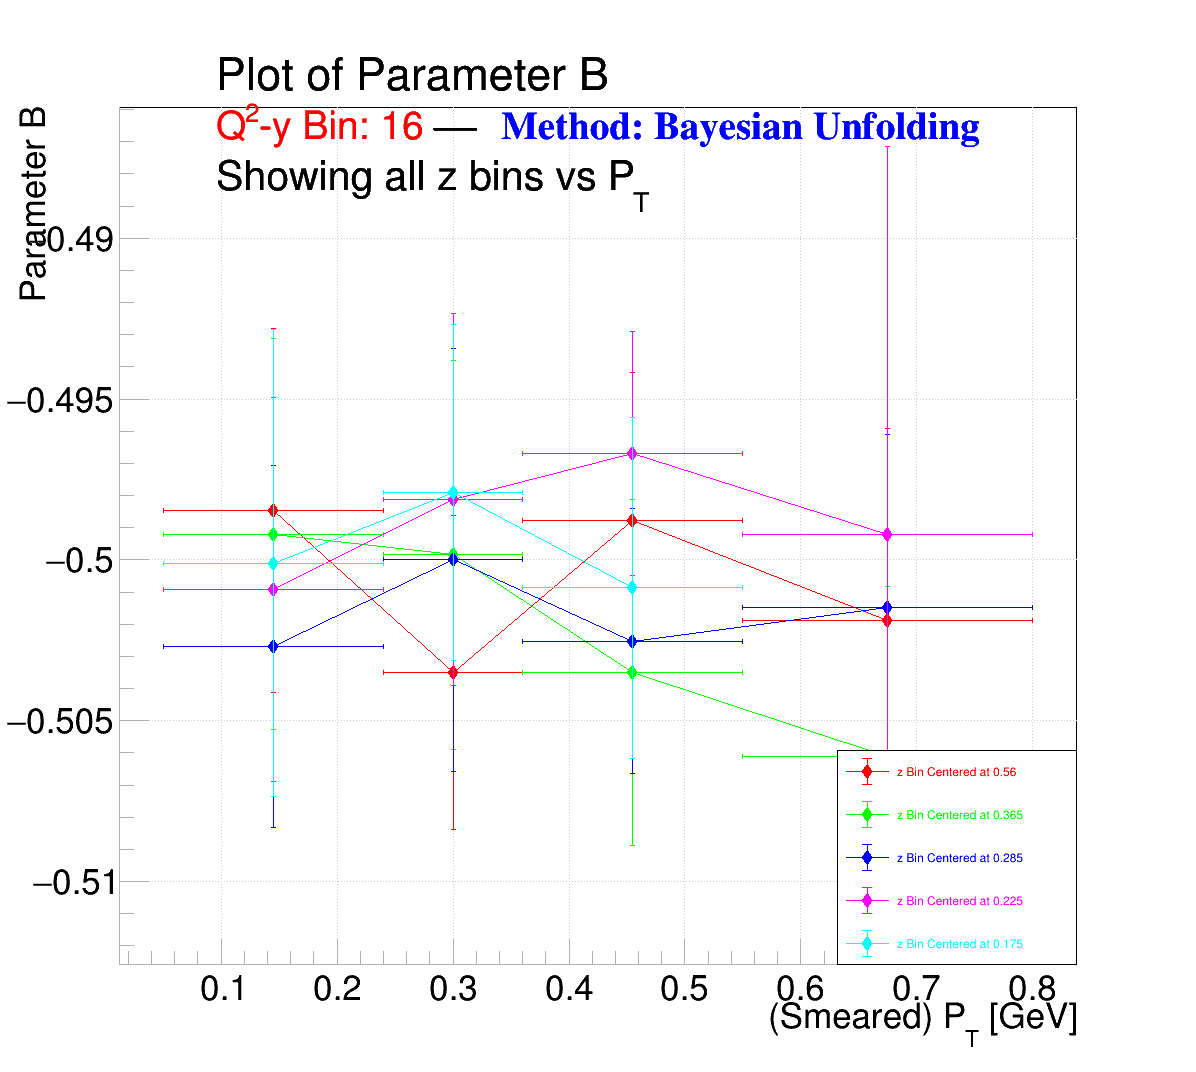 Plot of Parameter B
Q²-y Bin: 16 — Method: Bayesian Unfolding
Showing all z bins vs P_T
Parameter B
0.49
−0.495
−0.5
−0.505
−0.51
z Bin Centered at 0.56
z Bin Centered at 0.365
z Bin Centered at 0.285
z Bin Centered at 0.225
z Bin Centered at 0.175
0.1 0.2 0.3 0.4 0.5 0.6 0.7 0.8
(Smeared) P_T [GeV]